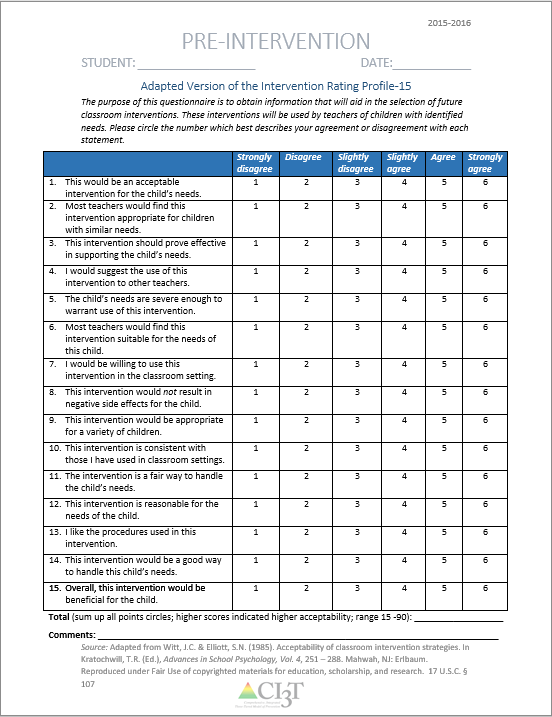 2015-2016
PRE-INTERVENTION
STUDENT: ____________________ DATE:_____________
Adapted Version of the Intervention Rating Profile-15
The purpose of this questionnaire is to obtain information that will aid in the selection of future
classroom interventions. These interventions will be used by teachers of children with identified
needs. Please circle the number which best describes your agreement or disagreement with each
statement.
Strongly disagree Disagree Slightly disagree Slightly agree Agree Strongly agree
1. This would be an acceptable 1 2 3 4 5 6
intervention for the child's needs.
2. Most teachers would find this 1 2 3 4 5 6
intervention appropriate for children
with similar needs.
3. This intervention should prove effective 1 2 3 4 5 6
in supporting the child's needs.
4. I would suggest the use of this 1 2 3 4 5 6
intervention to other teachers.
5. The child's needs are severe enough to 1 2 3 4 5 6
warrant use of this intervention.
6. Most teachers would find this 1 2 3 4 5 6
intervention suitable for the needs of
this child.
7. I would be willing to use this 1 2 3 4 5 6
intervention in the classroom setting.
8. This intervention would not result in 1 2 3 4 5 6
negative side effects for the child.
9. This intervention would be appropriate 1 2 3 4 5 6
for a variety of children.
10. This intervention is consistent with 1 2 3 4 5 6
those I have used in classroom settings.
11. The intervention is a fair way to handle 1 2 3 4 5 6
the child's needs.
12. This intervention is reasonable for the 1 2 3 4 5 6
needs of the child.
13. I like the procedures used in this 1 2 3 4 5 6
intervention.
14. This intervention would be a good way 1 2 3 4 5 6
to handle this child's needs.
15. Overall, this intervention would be 1 2 3 4 5 6
beneficial for the child.
Total (sum up all points circles; higher scores indicated higher acceptability; range 15 -90): ___________________
Comments: ____________________
Source: Adapted from Witt, J.C. & Elliott, S.N. (1985). Acceptability of classroom intervention strategies. In
Kratochwill, T.R. (Ed.), Advances in School Psychology, Vol. 4, 251 – 288. Mahwah, NJ: Erlbaum.
Reproduced under Fair Use of copyrighted materials for education, scholarship, and research. 17 U.S.C. §
107
CI3T